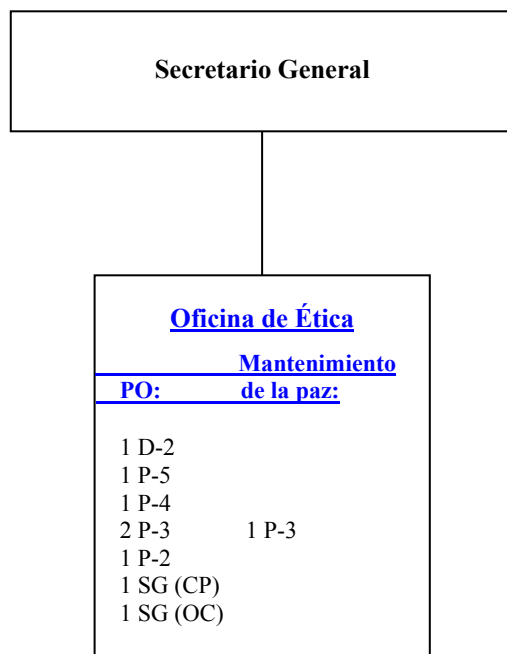 Secretario General
Oficina de Ética
Mantenimiento
PO: de la paz:
1 D-2
1 P-5
1 P-4
2 P-3 1 P-3
1 P-2
1 SG (CP)
1 SG (OC)